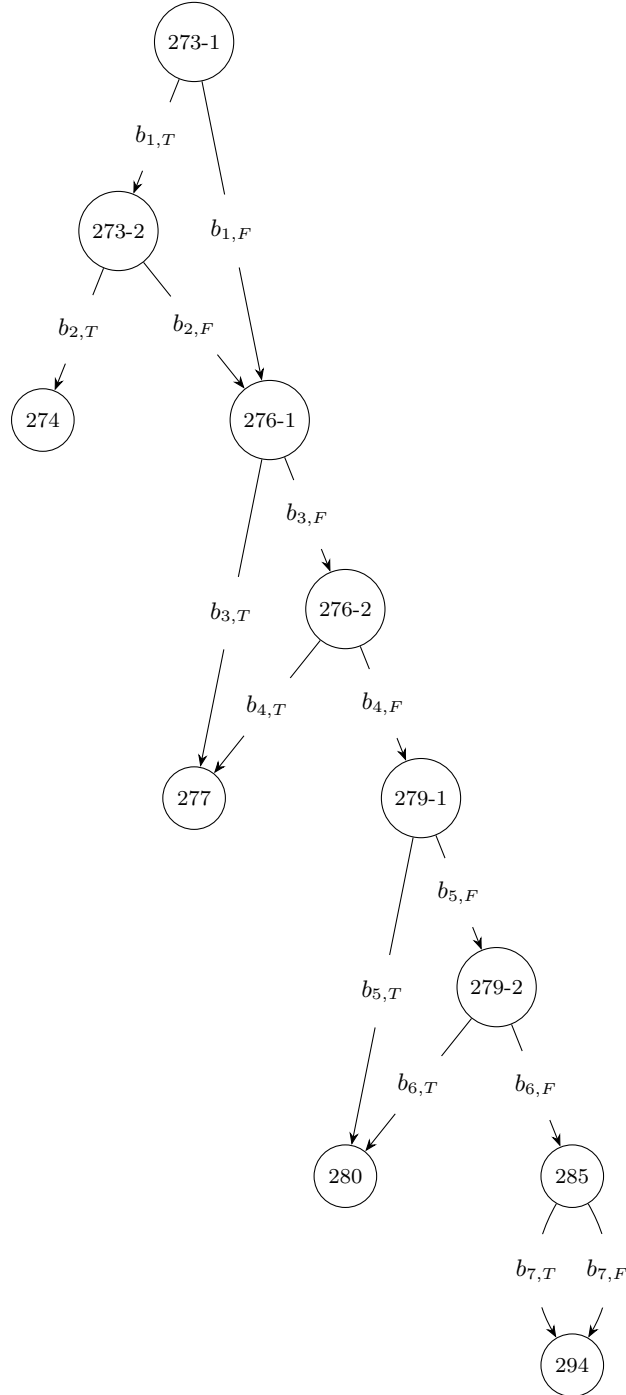 273-1
b1,T
273-2
b1,F
b2,T
b2,F
274
276-1
b3,F
b3,T
276-2
b4,T
b4,F
277
279-1
b5,F
b5,T
279-2
b6,T
b6,F
280
285
b7,T
b7,F
294